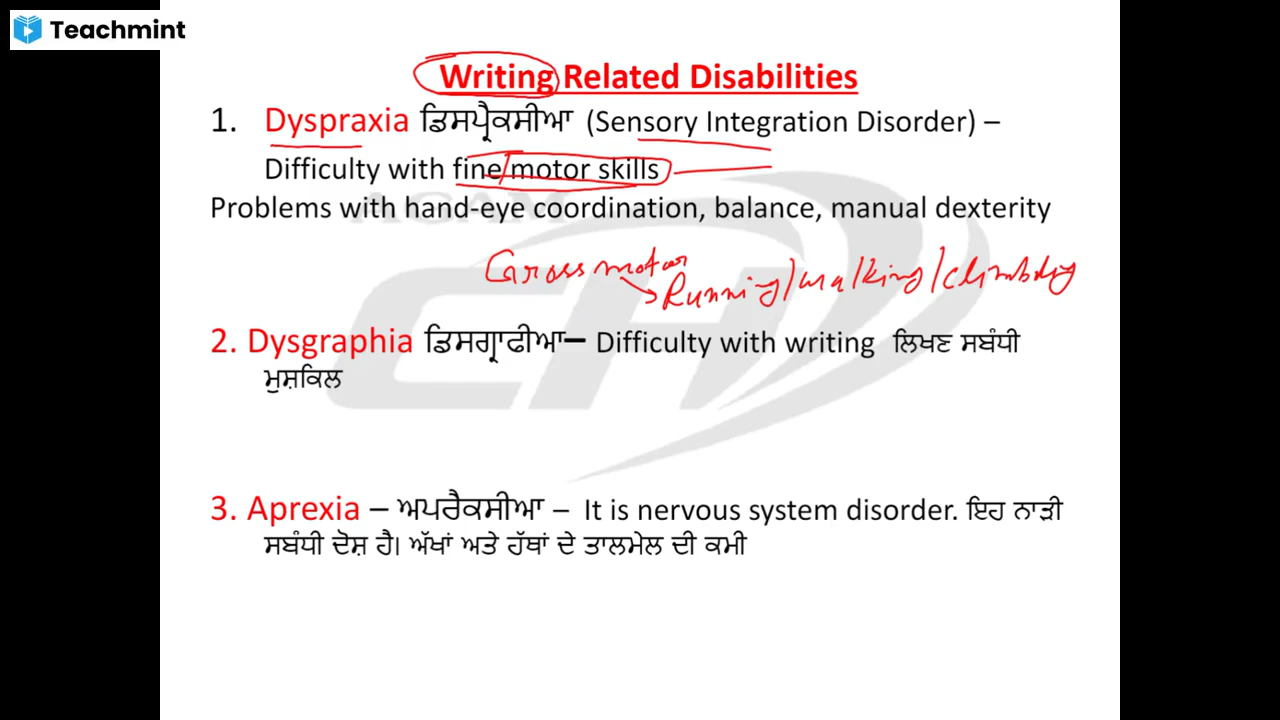 Teachmint
Writing Related Disabilities
1. Dyspraxia ਡਿਸਪ੍ਰੈਕਸੀਆ (Sensory Integration Disorder) –
Difficulty with fine/motor skills
Problems with hand-eye coordination, balance, manual dexterity
Gross motor
Running/walking/climbing
2. Dysgraphia ਡਿਸਗ੍ਰਾਫੀਆ– Difficulty with writing ਲਿਖਣ ਸਬੰਧੀ
ਮੁਸ਼ਕਿਲ
3. Aprexia – ਅਪਰੈਕਸੀਆ – It is nervous system disorder. ਇਹ ਨਾੜੀ
ਸਬੰਧੀ ਦੋਸ਼ ਹੈ। ਅੱਖਾਂ ਅਤੇ ਹੱਥਾਂ ਦੇ ਤਾਲਮੇਲ ਦੀ ਕਮੀ